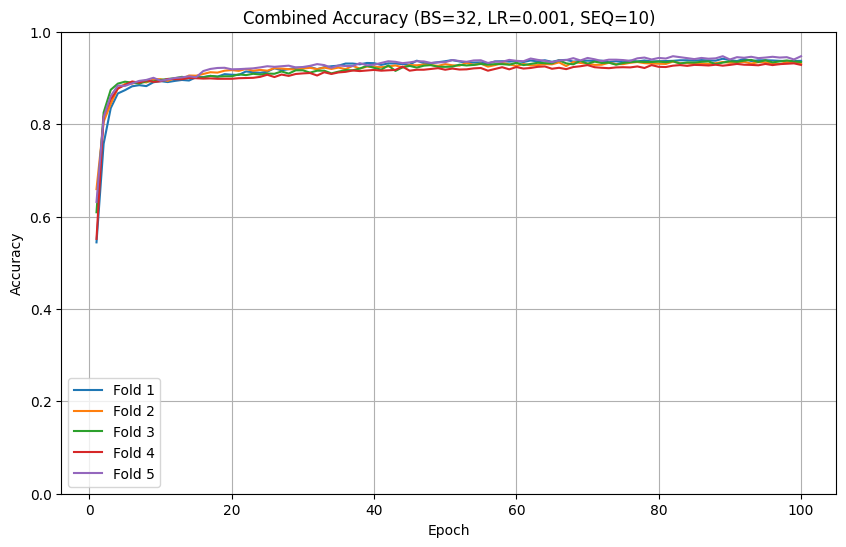 Combined Accuracy (BS=32, LR=0.001, SEQ=10)
Accuracy
1.0
0.8
0.6
0.4
0.2
0.0
Fold 1
Fold 2
Fold 3
Fold 4
Fold 5
0 20 40 60 80 100
Epoch